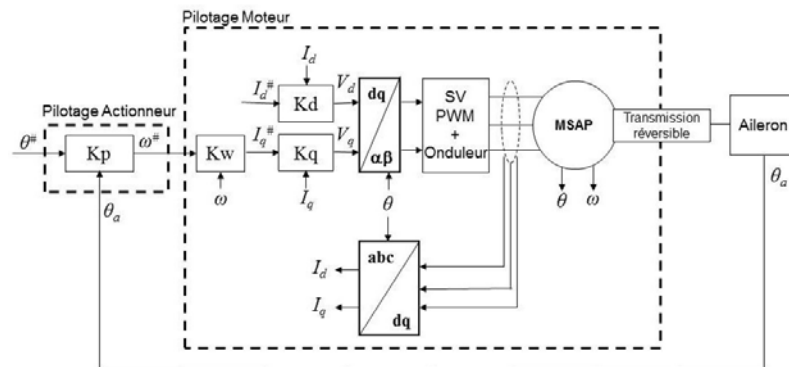 Pilotage Moteur
I_d
I_d^#
V_d
Kd
dq
αβ
SV
PWM
+
Onduleur
MSAP
Transmission
réversible
Aileron
Pilotage Actionneur
θ^#
Kp
ω^#
Kw
I_q^#
Kq
V_q
θ_a
ω
I_q
θ
θ
ω
θ_a
abc
dq
I_d
I_q